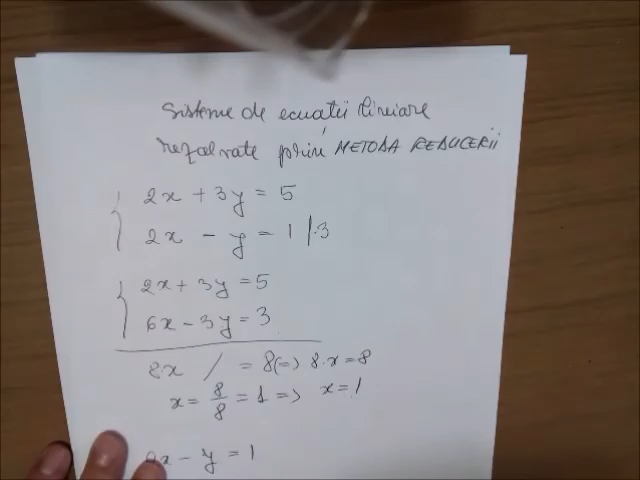 Sisteme de ecuații liniare
rezolvate prin METODA REDUCERII
{ 2x + 3y = 5
2x - y = 1 |·3
{ 2x + 3y = 5
6x - 3y = 3
8x / = 8 (=) 8·x = 8
x = 8/8 = 1 => x = 1
2x - y = 1